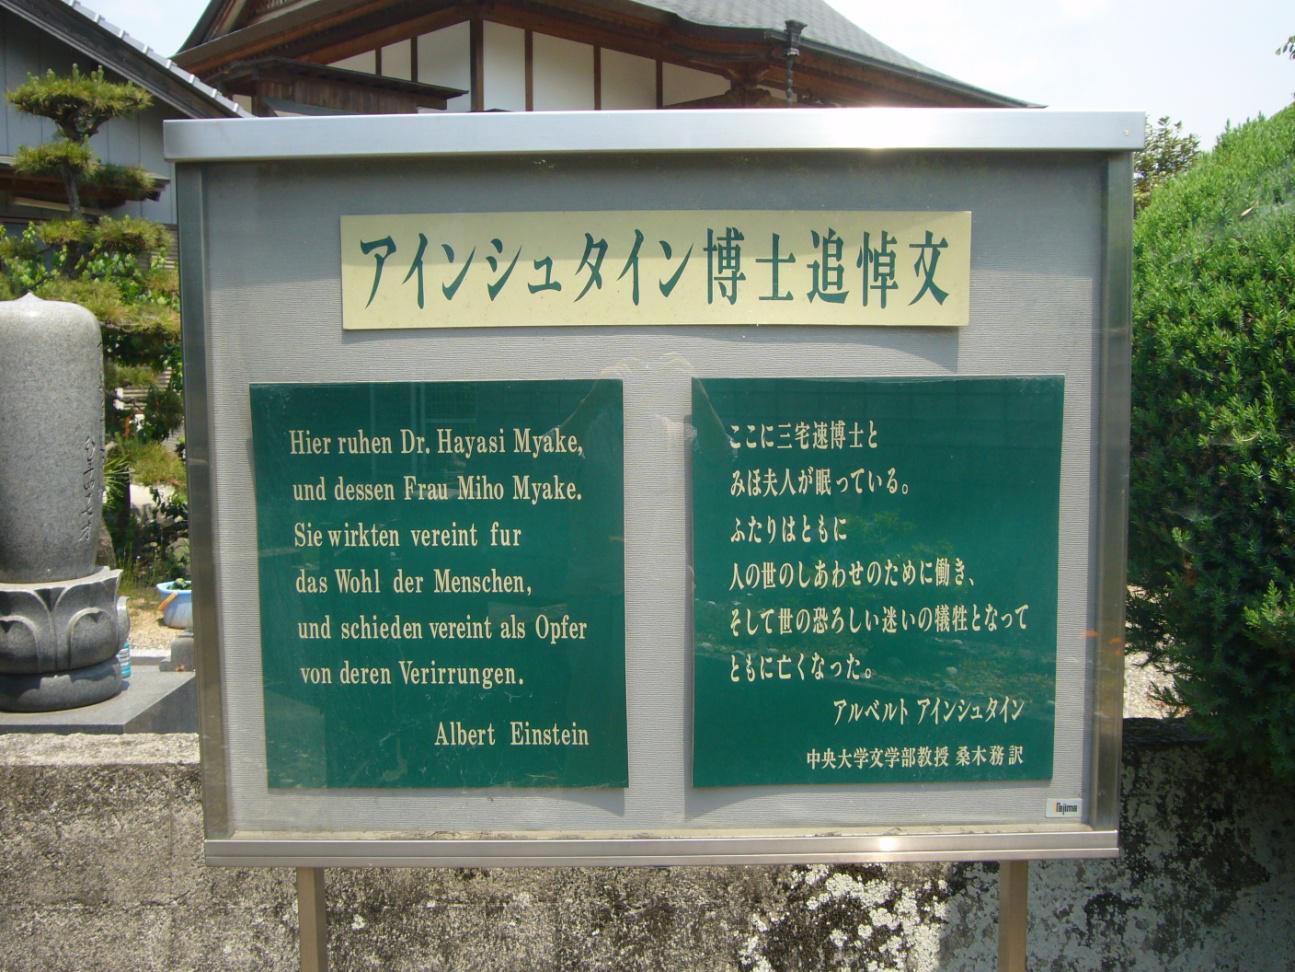 アインシュタイン博士追悼文
Hier ruhen Dr. Hayasi Myake,
und dessen Frau Miho Myake.
Sie wirkten vereint fur
das Wohl der Menschen,
und schieden vereint als Opfer
von deren Verirrungen.
Albert Einstein
ここに三宅速博士と
みほ夫人が眠っている。
ふたりはともに
人の世のしあわせのために働き、
そして世の恐ろしい迷いの犠牲となって
ともに亡くなった。
アルベルト アインシュタイン
中央大学文学部教授 桑木務 訳
Tajima